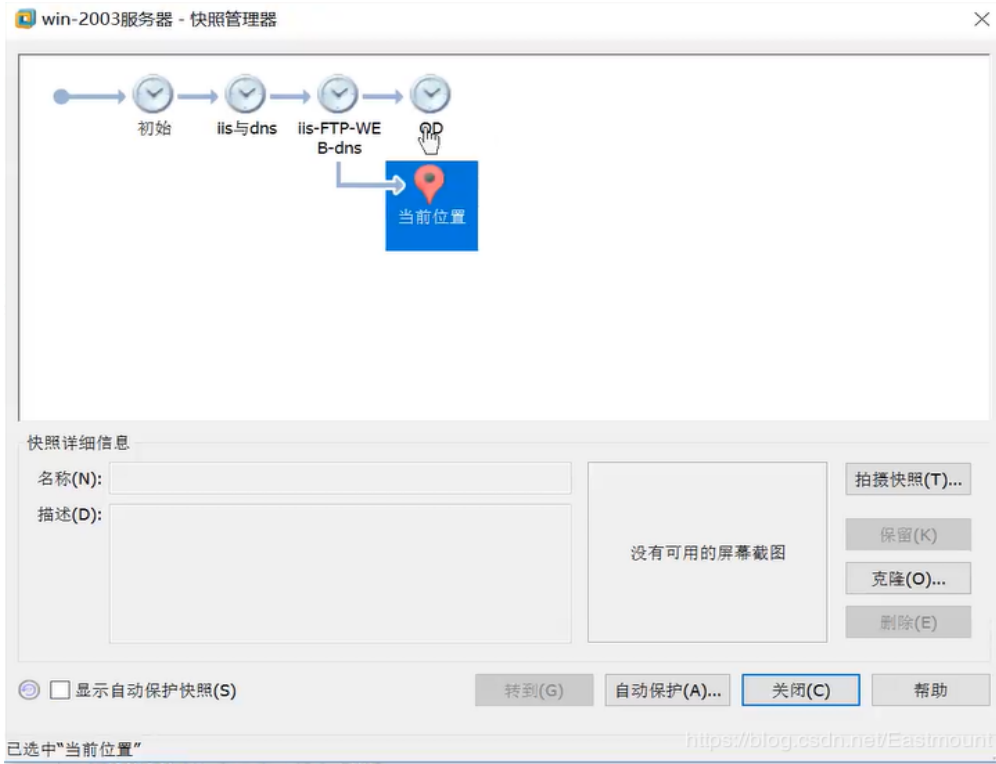 win-2003服务器 - 快照管理器
初始
iis与dns
iis-FTP-WE
B-dns
当前位置
快照详细信息
名称(N):
描述(D):
没有可用的屏幕截图
拍摄快照(T)...
保留(K)
克隆(O)...
删除(E)
显示自动保护快照(S)
转到(G)
自动保护(A)...
关闭(C)
帮助
已选中“当前位置”
https://blog.csdn.net/Eastmount